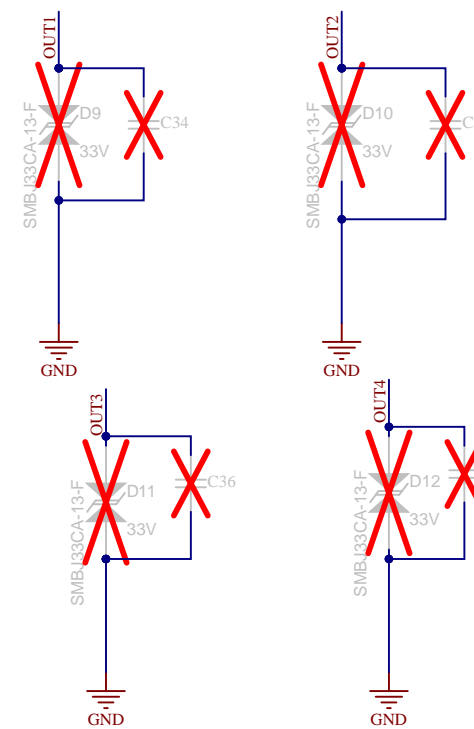 OUT1
D9
C34
33V
SMBJ33CA-13-F
GND
OUT2
D10
C
33V
SMBJ33CA-13-F
GND
OUT3
D11
C36
33V
SMBJ33CA-13-F
GND
OUT4
D12
33V
SMBJ33CA-13-F
GND